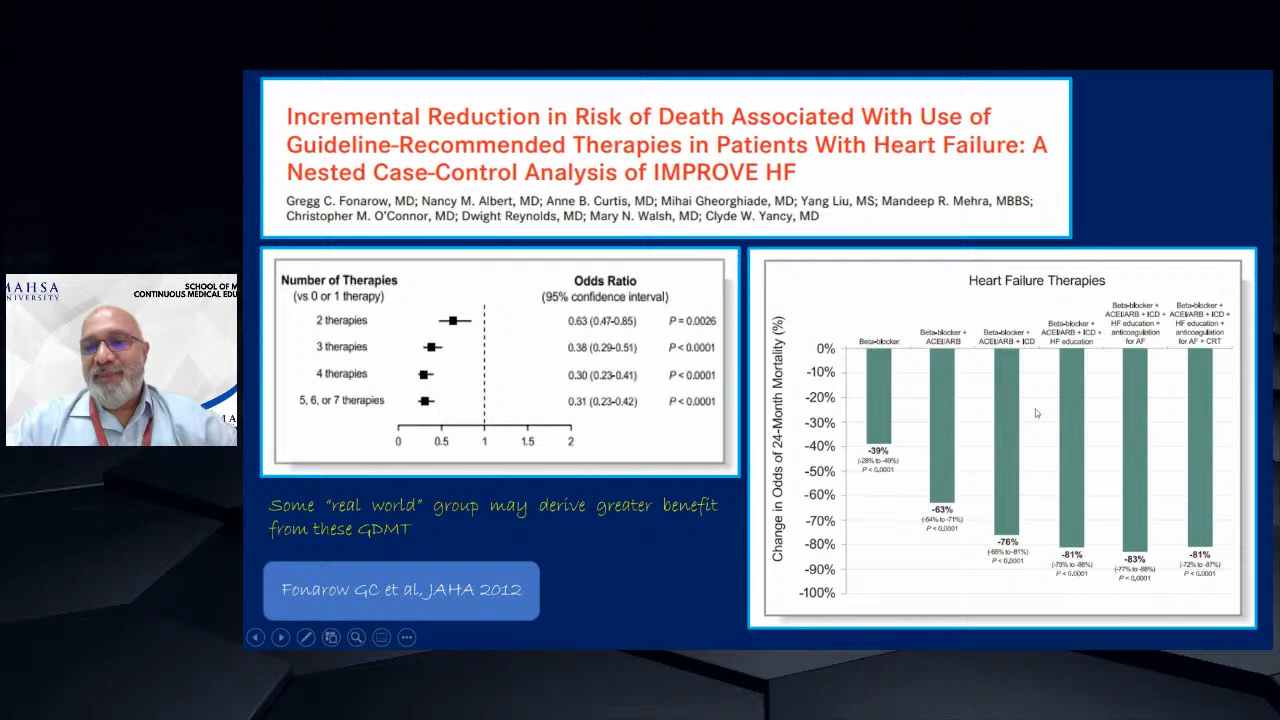 Incremental Reduction in Risk of Death Associated With Use of
Guideline-Recommended Therapies in Patients With Heart Failure: A
Nested Case-Control Analysis of IMPROVE HF
Gregg C. Fonarow, MD; Nancy M. Albert, MD; Anne B. Curtis, MD; Mihai Gheorghiade, MD; Yang Liu, MS; Mandeep R. Mehra, MBBS;
Christopher M. O'Connor, MD; Dwight Reynolds, MD; Mary N. Walsh, MD; Clyde W. Yancy, MD
MAHSA
UNIVERSITY
SCHOOL OF M
CONTINUOUS MEDICAL EDU
Number of Therapies
(vs 0 or 1 therapy)
Odds Ratio
(95% confidence interval)
2 therapies 0.63 (0.47-0.85) P = 0.0026
3 therapies 0.38 (0.29-0.51) P < 0.0001
4 therapies 0.30 (0.23-0.41) P < 0.0001
5, 6, or 7 therapies 0.31 (0.23-0.42) P < 0.0001
0 0.5 1 1.5 2
Some “real world” group may derive greater benefit
from these GDMT
Fonarow GC et al, JAHA 2012
Heart Failure Therapies
Change in Odds of 24-Month Mortality (%)
Beta-blocker
Beta-blocker +
ACEI/ARB
Beta-blocker +
ACEI/ARB + ICD
Beta-blocker +
ACEI/ARB + ICD +
HF education
Beta-blocker +
ACEI/ARB + ICD +
HF education +
anticoagulation
for AF
Beta-blocker +
ACEI/ARB + ICD +
HF education +
anticoagulation
for AF + CRT
0%
-10%
-20%
-30%
-40%
-50%
-60%
-70%
-80%
-90%
-100%
-39%
(-28% to -49%)
P < 0.0001
-63%
(-54% to -71%)
P < 0.0001
-76%
(-68% to -81%)
P < 0.0001
-81%
(-75% to -86%)
P < 0.0001
-83%
(-77% to -88%)
P < 0.0001
-81%
(-72% to -87%)
P < 0.0001